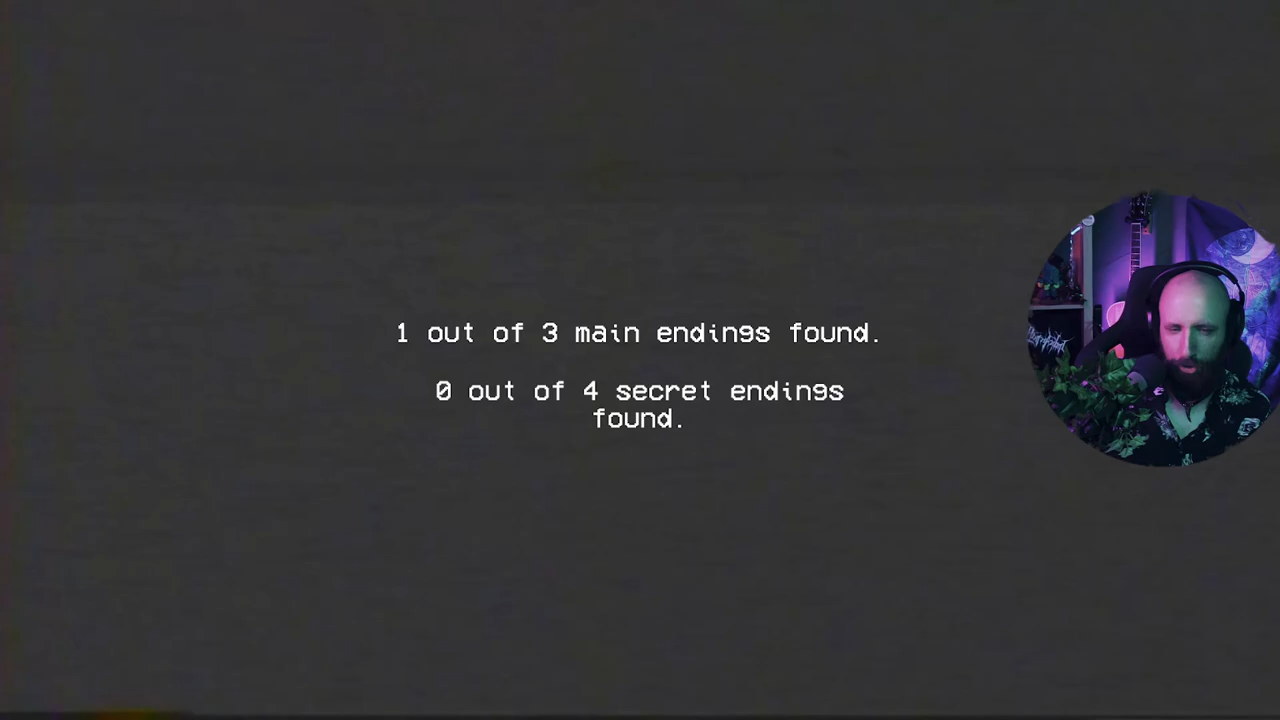 1 out of 3 main endings found.
0 out of 4 secret endings
found.